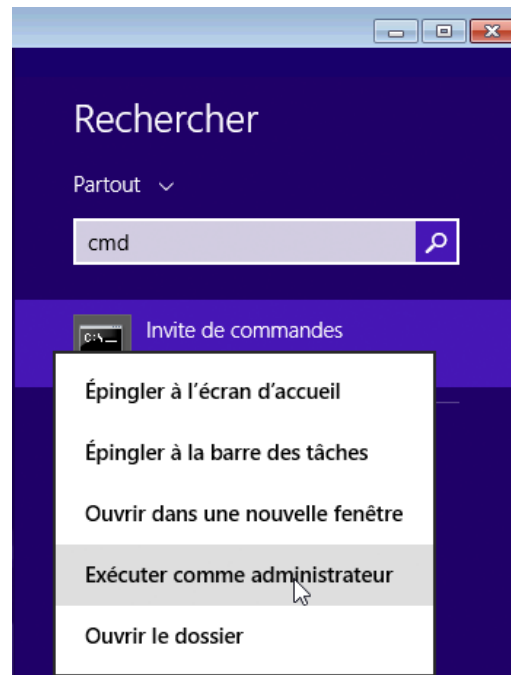 Rechercher
Partout
cmd
C:\_
Invite de commandes
Épingler à l'écran d'accueil
Épingler à la barre des tâches
Ouvrir dans une nouvelle fenêtre
Exécuter comme administrateur
Ouvrir le dossier